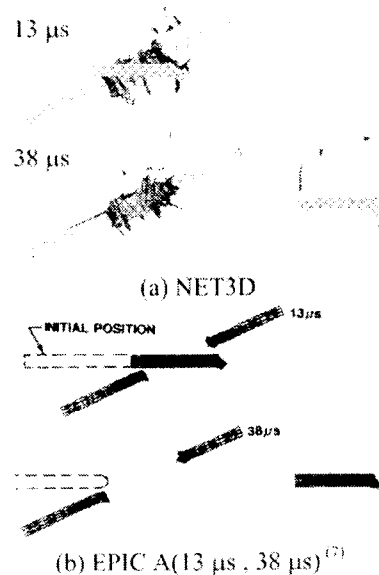 13 μs
38 μs
(a) NET3D
INITIAL POSITION
13μs
38μs
(b) EPIC A(13 μs , 38 μs)(7)